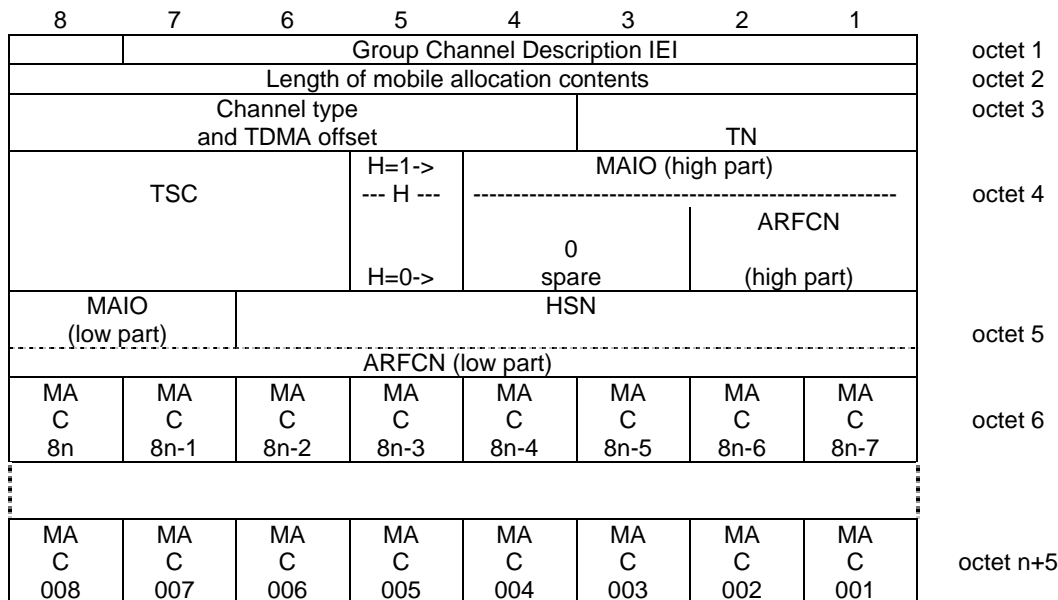 8 7 6 5 4 3 2 1
Group Channel Description IEI octet 1
Length of mobile allocation contents octet 2
Channel type octet 3
and TDMA offset TN
H=1-> MAIO (high part)
TSC --- H --- ---------------------------------------------------- octet 4
ARFCN
0
H=0-> spare (high part)
MAIO HSN
(low part) octet 5
ARFCN (low part)
MA MA MA MA MA MA MA MA
C C C C C C C C octet 6
8n 8n-1 8n-2 8n-3 8n-4 8n-5 8n-6 8n-7
MA MA MA MA MA MA MA MA
C C C C C C C C octet n+5
008 007 006 005 004 003 002 001